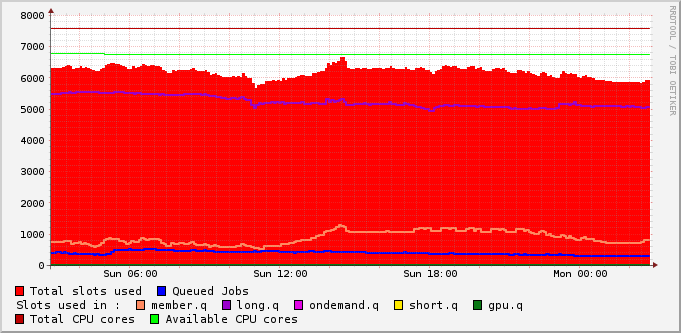 8000
7000
6000
5000
4000
3000
2000
1000
0
Sun 06:00 Sun 12:00 Sun 18:00 Mon 00:00
Total slots used Queued Jobs
Slots used in : member.q long.q ondemand.q short.q gpu.q
Total CPU cores Available CPU cores
RRDTOOL / TOBI OETIKER